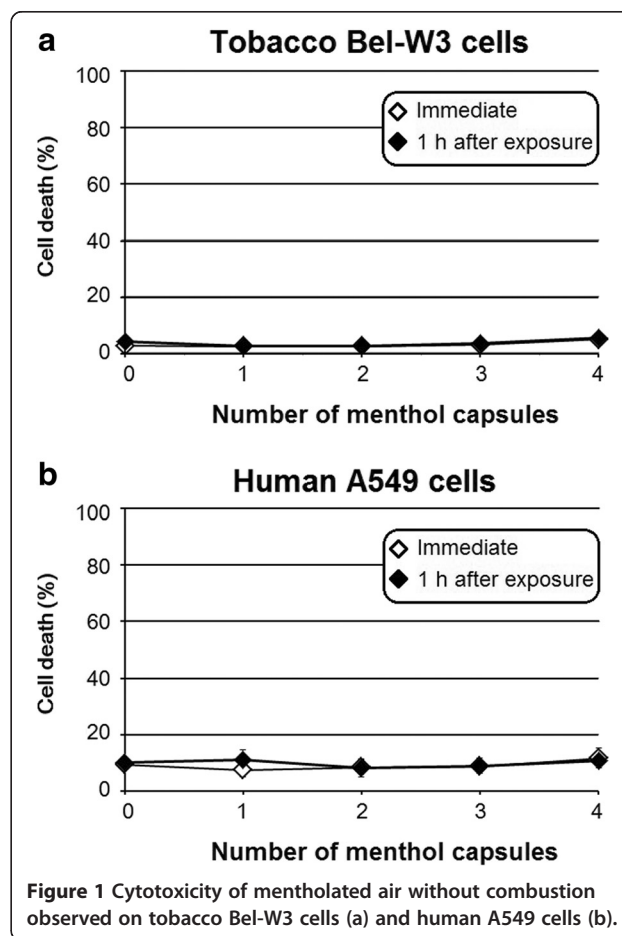 a
Tobacco Bel-W3 cells
100
80
60
40
20
0
Cell death (%)
Immediate
1 h after exposure
0 1 2 3 4
Number of menthol capsules
b
Human A549 cells
100
80
60
40
20
0
Cell death (%)
Immediate
1 h after exposure
0 1 2 3 4
Number of menthol capsules
Figure 1 Cytotoxicity of mentholated air without combustion
observed on tobacco Bel-W3 cells (a) and human A549 cells (b).